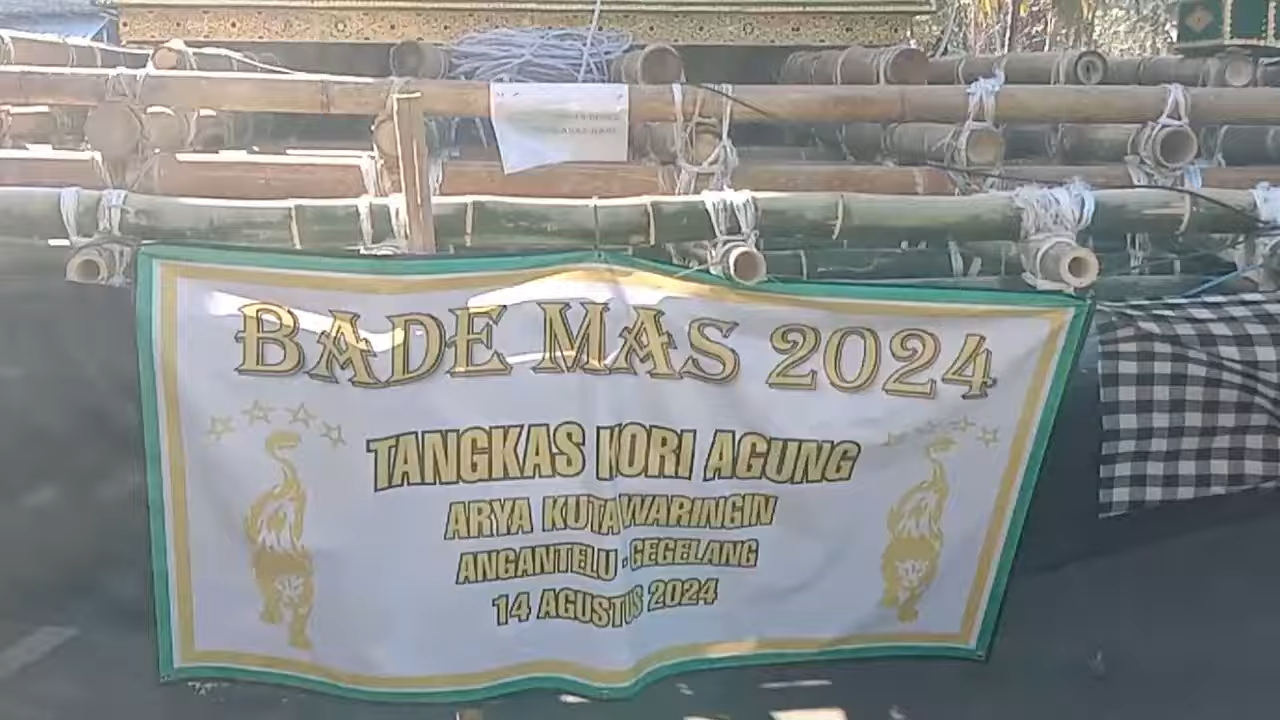 BADE MAS 2024
TANGKAS KORI AGUNG
ARYA KUTAWARINGIN
ANGANTELU - GEGELANG
14 AGUSTUS 2024